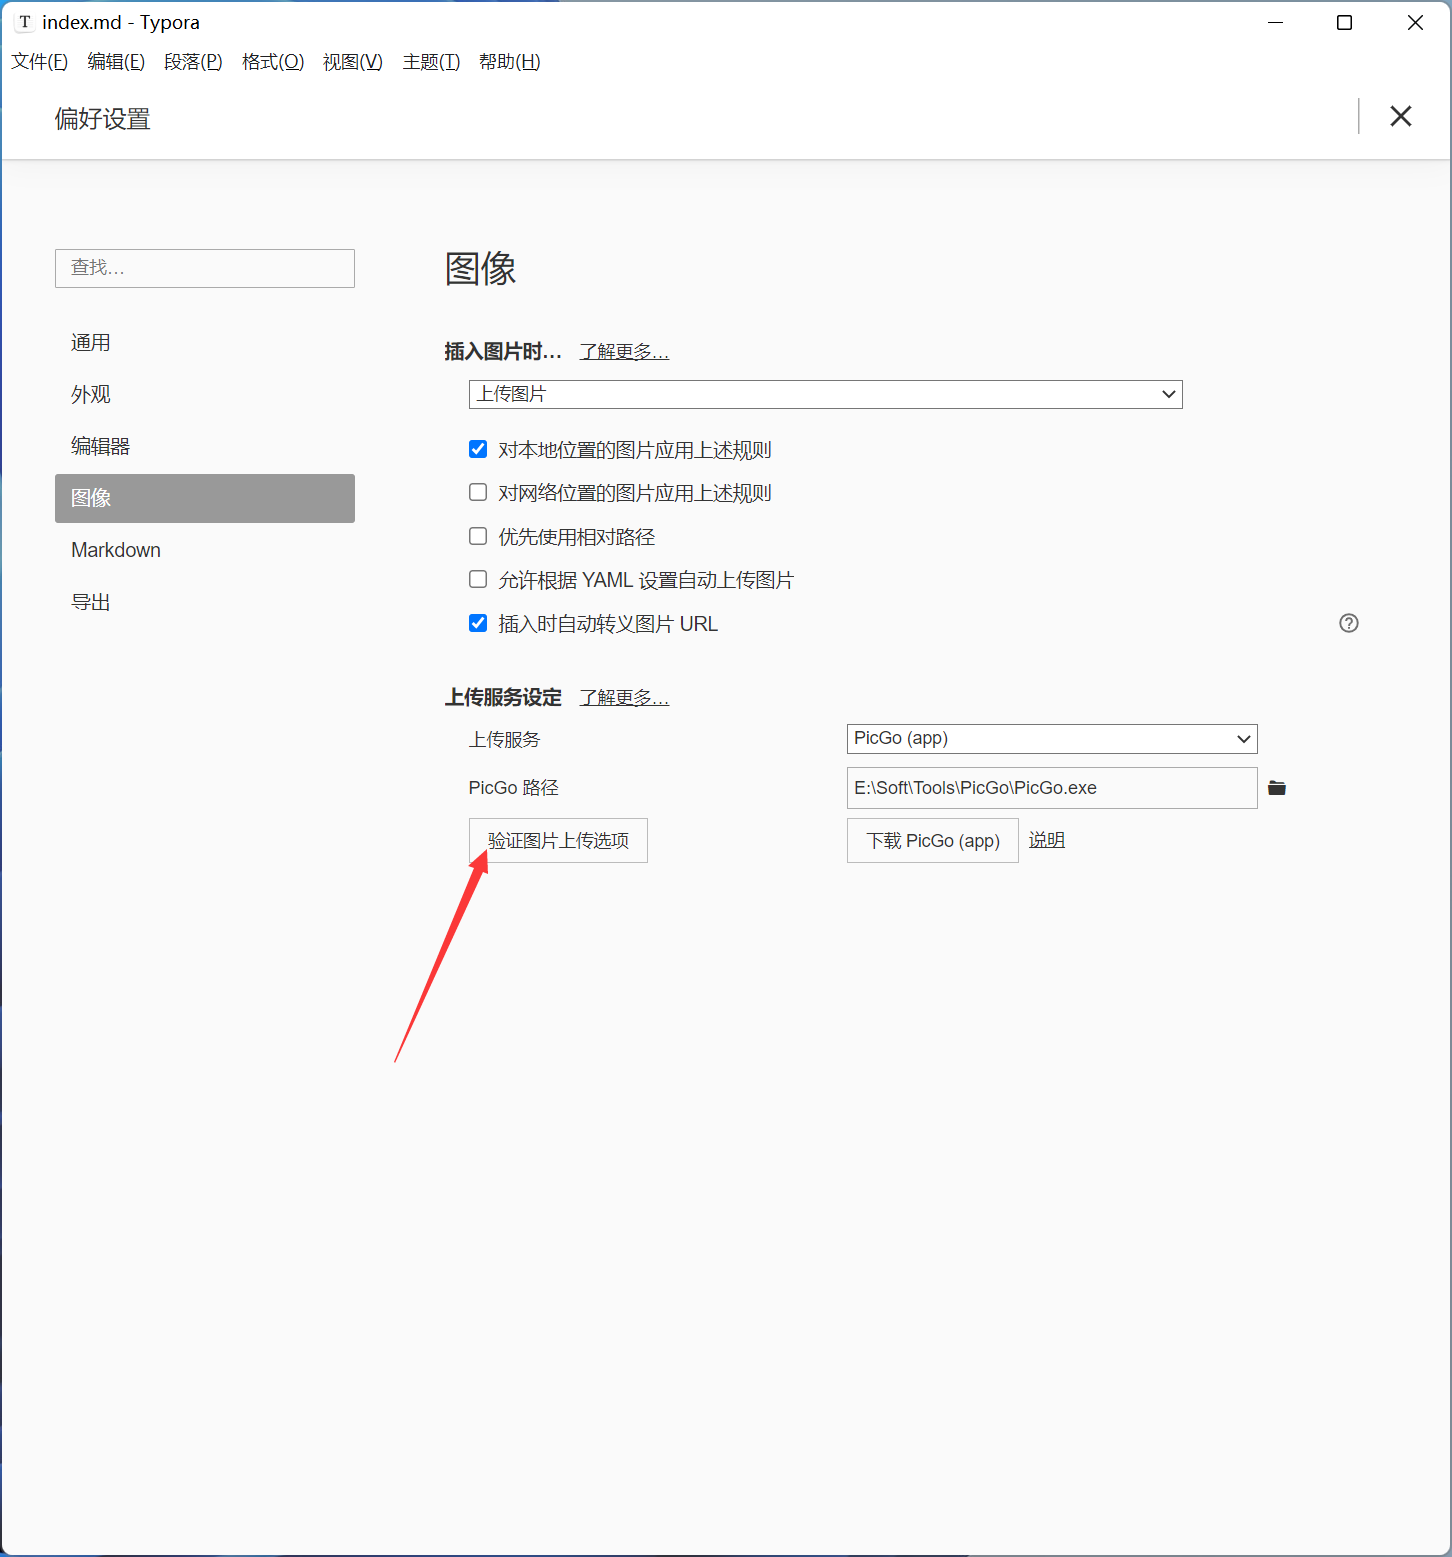 T index.md - Typora
文件(F) 编辑(E) 段落(P) 格式(O) 视图(V) 主题(T) 帮助(H)
偏好设置
查找...
通用
外观
编辑器
图像
Markdown
导出
图像
插入图片时... 了解更多...
上传图片
对本地位置的图片应用上述规则
对网络位置的图片应用上述规则
优先使用相对路径
允许根据 YAML 设置自动上传图片
插入时自动转义图片 URL
上传服务设定 了解更多...
上传服务 PicGo (app)
PicGo 路径 E:\Soft\Tools\PicGo\PicGo.exe
验证图片上传选项 下载 PicGo (app) 说明